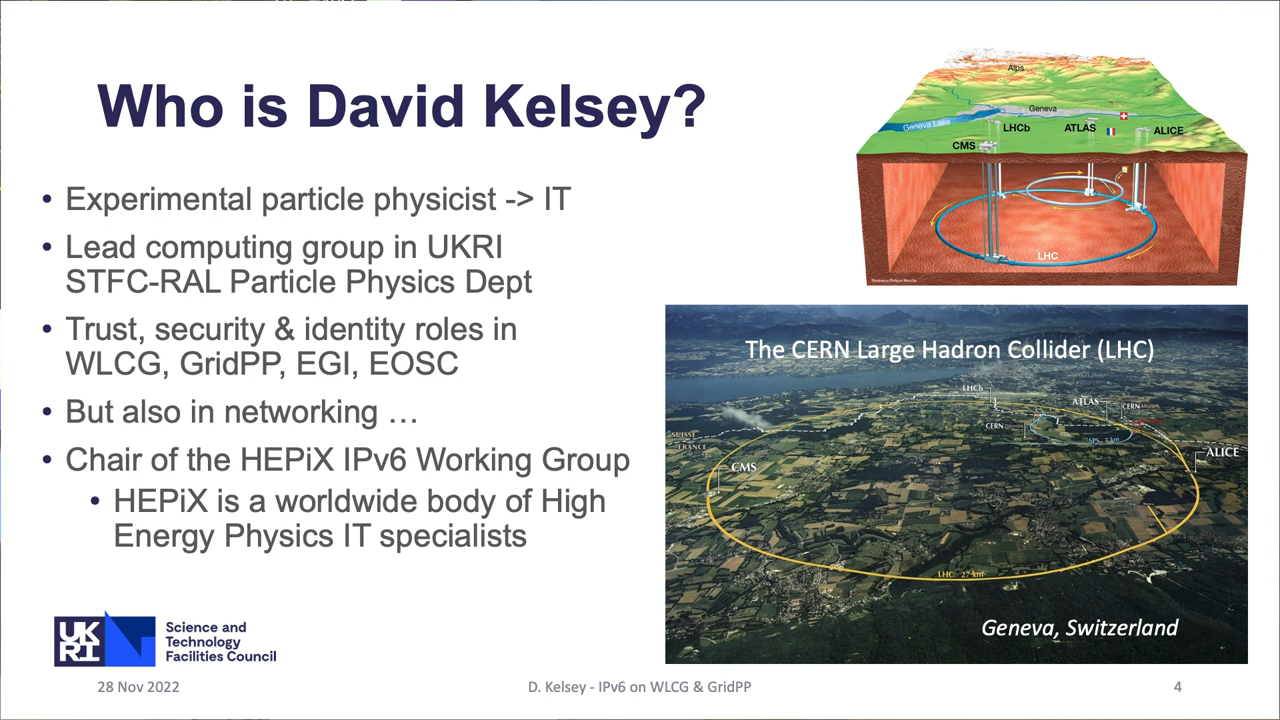 Who is David Kelsey?
• Experimental particle physicist -> IT
• Lead computing group in UKRI
STFC-RAL Particle Physics Dept
• Trust, security & identity roles in
WLCG, GridPP, EGI, EOSC
• But also in networking …
• Chair of the HEPiX IPv6 Working Group
• HEPiX is a worldwide body of High
Energy Physics IT specialists
Alps
Geneva
Geneva Lake
LHCb
ATLAS
ALICE
CMS
LHC
The CERN Large Hadron Collider (LHC)
LHCb
ATLAS
CERN
CERN
SUISSE
FRANCE
CMS
ALICE
LHC 27 km
Geneva, Switzerland
UK
RI
Science and
Technology
Facilities Council
28 Nov 2022
D. Kelsey - IPv6 on WLCG & GridPP
4